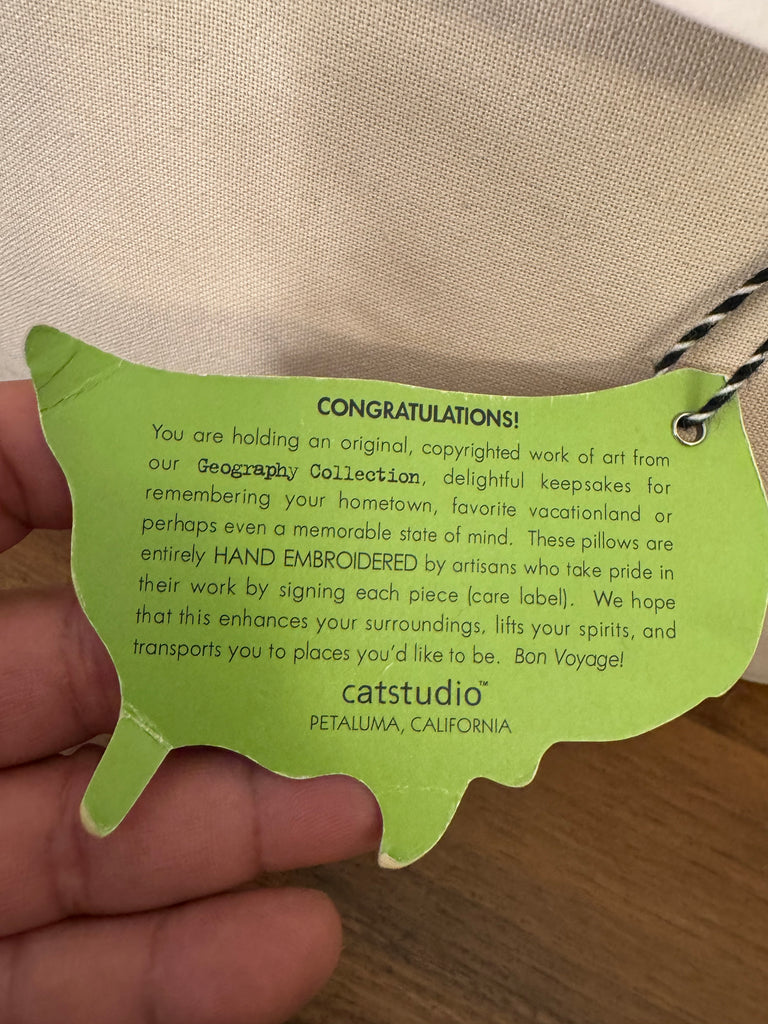 CONGRATULATIONS!
You are holding an original, copyrighted work of art from
our Geography Collection, delightful keepsakes for
remembering your hometown, favorite vacationland or
perhaps even a memorable state of mind. These pillows are
entirely HAND EMBROIDERED by artisans who take pride in
their work by signing each piece (care label). We hope
that this enhances your surroundings, lifts your spirits, and
transports you to places you'd like to be. Bon Voyage!
catstudio™
PETALUMA, CALIFORNIA